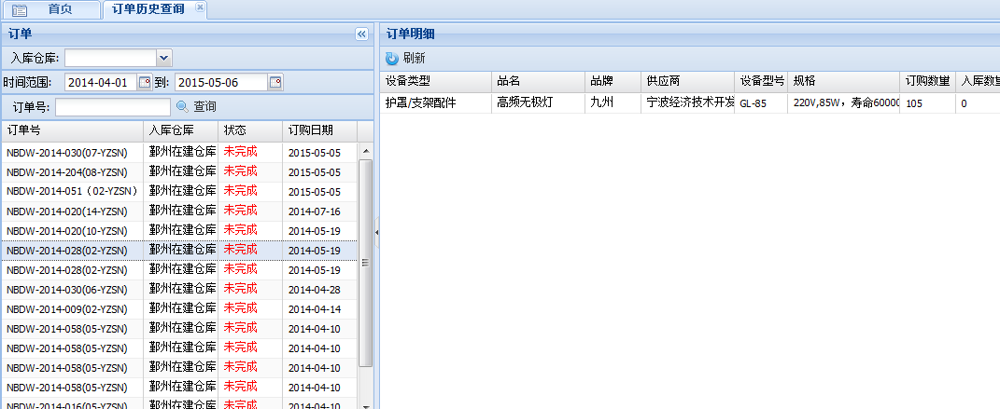 首页 订单历史查询
订单
入库仓库:
时间范围: 2014-04-01 到: 2015-05-06
订单号: 查询
订单号 入库仓库 状态 订购日期
NBDW-2014-030(07-YZSN) 鄞州在建仓库 未完成 2015-05-05
NBDW-2014-204(08-YZSN) 鄞州在建仓库 未完成 2015-05-05
NBDW-2014-051（02-YZSN） 鄞州在建仓库 未完成 2015-05-05
NBDW-2014-020(14-YZSN) 鄞州在建仓库 未完成 2014-07-16
NBDW-2014-020(10-YZSN) 鄞州在建仓库 未完成 2014-05-19
NBDW-2014-028(02-YZSN) 鄞州在建仓库 未完成 2014-05-19
NBDW-2014-028(02-YZSN) 鄞州在建仓库 未完成 2014-05-19
NBDW-2014-030(06-YZSN) 鄞州在建仓库 未完成 2014-04-28
NBDW-2014-009(02-YZSN) 鄞州在建仓库 未完成 2014-04-14
NBDW-2014-058(05-YZSN) 鄞州在建仓库 未完成 2014-04-10
NBDW-2014-058(05-YZSN) 鄞州在建仓库 未完成 2014-04-10
NBDW-2014-058(05-YZSN) 鄞州在建仓库 未完成 2014-04-10
NBDW-2014-058(05-YZSN) 鄞州在建仓库 未完成 2014-04-10
NBDW-2014-016(05-YZSN) 鄞州在建仓库 未完成 2014-04-10
订单明细
刷新
设备类型 品名 品牌 供应商 设备型号 规格 订购数量 入库数量
护罩/支架配件 高频无极灯 九州 宁波经济技术开发 GL-85 220V,85W，寿命60000 105 0